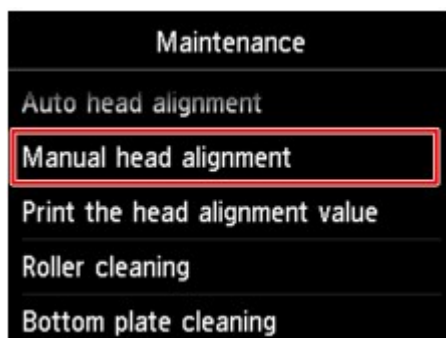 Maintenance
Auto head alignment
Manual head alignment
Print the head alignment value
Roller cleaning
Bottom plate cleaning